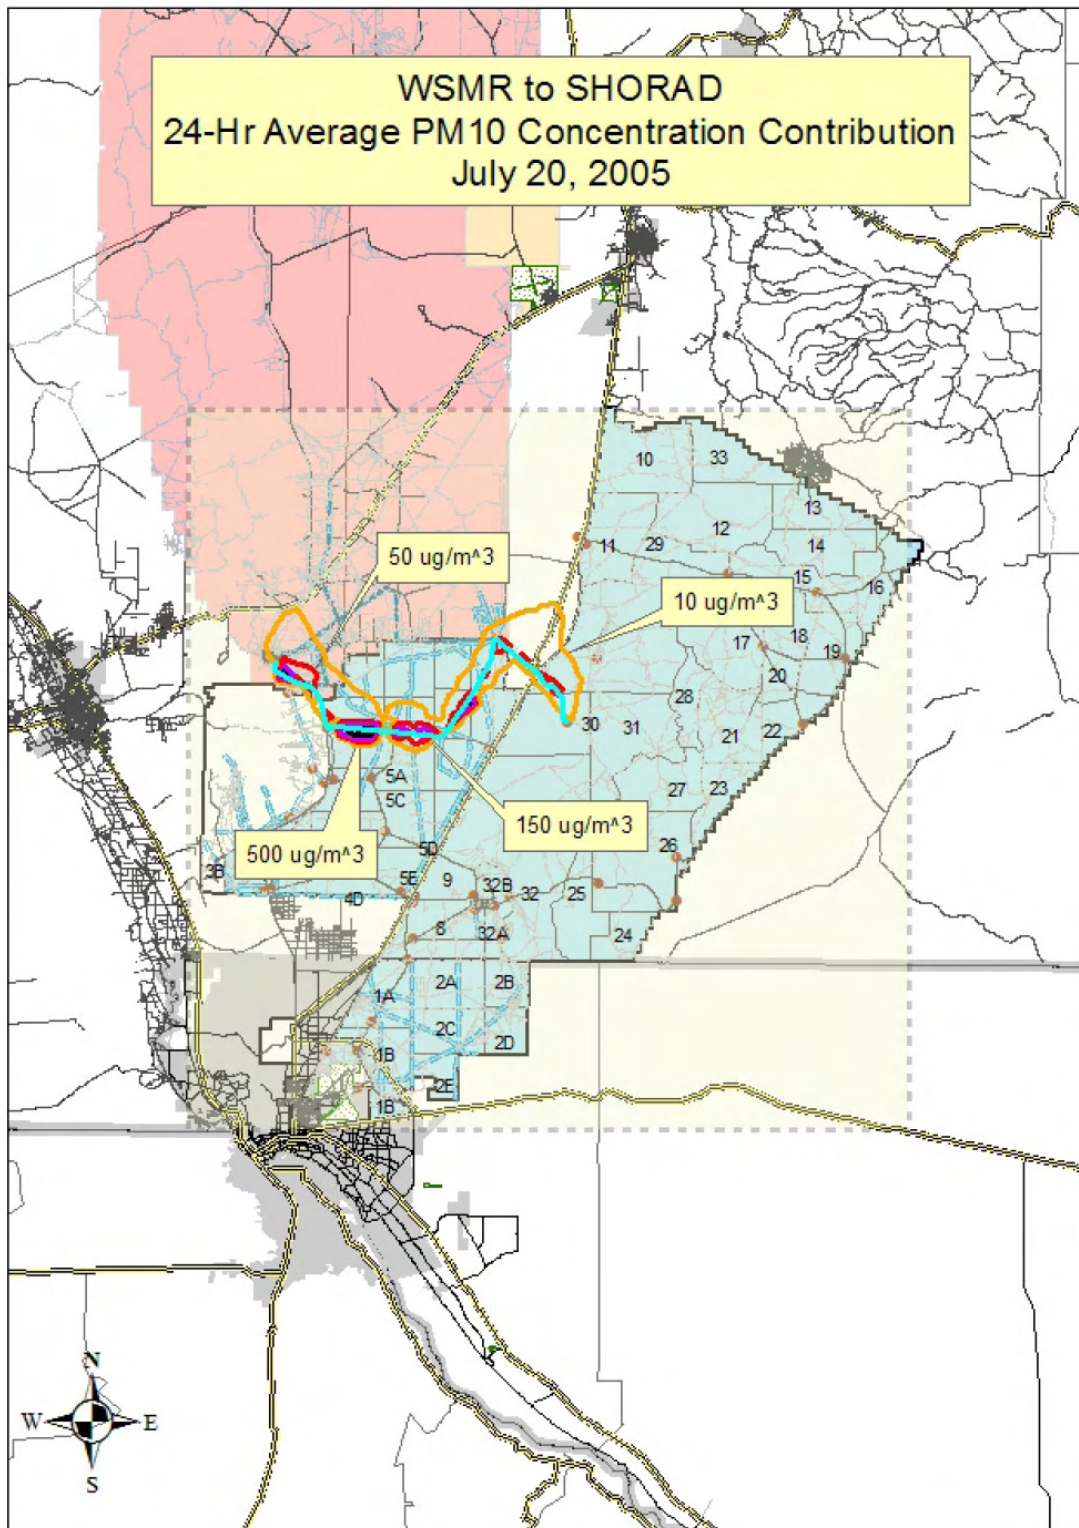 WSMR to SHORAD
24-Hr Average PM10 Concentration Contribution
July 20, 2005
10
33
13
50 ug/m^3
11
29
12
14
15
16
10 ug/m^3
17
18
19
20
28
30
31
21
22
5A
5C
27
23
150 ug/m^3
500 ug/m^3
5D
26
3B
4D
5E
9
32B
32
25
8
32A
24
1A
2A
2B
2C
2D
1B
2E
1B
N
W
E
S